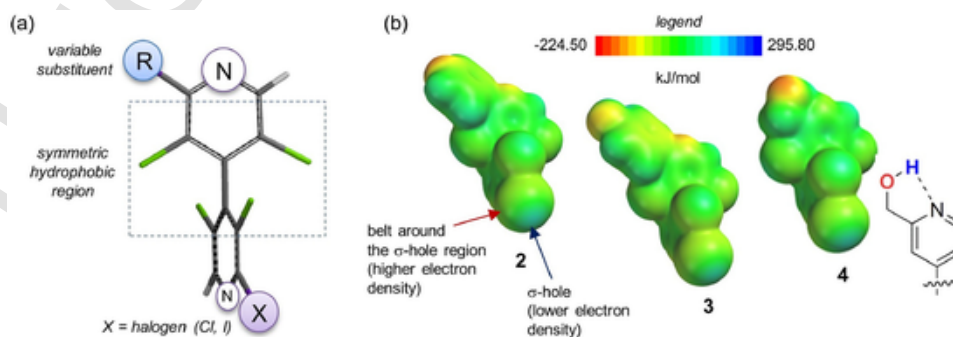 (a)
variable
substituent
R
N
symmetric
hydrophobic
region
N
X
X = halogen (Cl, I)
(b)
legend
-224.50
295.80
kJ/mol
belt around
the σ-hole region
(higher electron
density)
2
σ-hole
(lower electron
density)
3
4
O
H
N